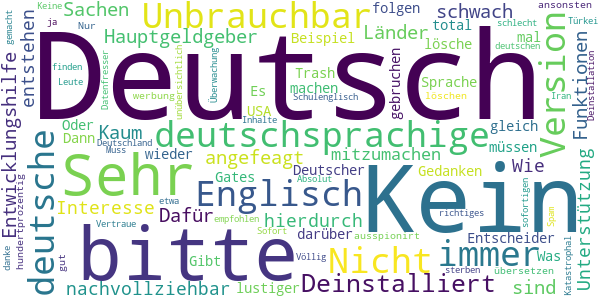 Keine
gemacht
Nur
ja
finden
Leute
Sachen
Hauptgeldgeber
Unbrauchbar
Beispiel
Trash
machen
Es
USA
folgen
Länder
total
lösche
gebruchen
schwach
mal
Sprache
löschen
schlecht
deutschen
ansonsten
Türkei
Deinstallation
Iran
entstehen
Datenfresser
werbung
unübersichtlich
Überwachung
Schulenglisch
Inhalte
Deutsch
Version
Funktionen
Entwicklungshilfe
hundertprozentig
deutsche
Oder
Dann
Deutschland
Muss
Kaum
wieder
angefeagt
deutschsprachige
mitzumachen
gleich
müssen
Sehr
Interesse
Vertraue
Dafür
Englisch
Gates
Deutscher
Absolut
Gedanken
Kein
Wie
etwa
empfohlen
hierdurch
richtiges
sofortigen
Unterstützung
danke
gut
bitte
nachvollziehbar
Gibt
Sofort
lustiger
Völlig
darüber
ausspioniert
Nicht
Deinstalliert
sterben
immer
Entscheider
Was
übersetzen
sind
Span
Katastrophal